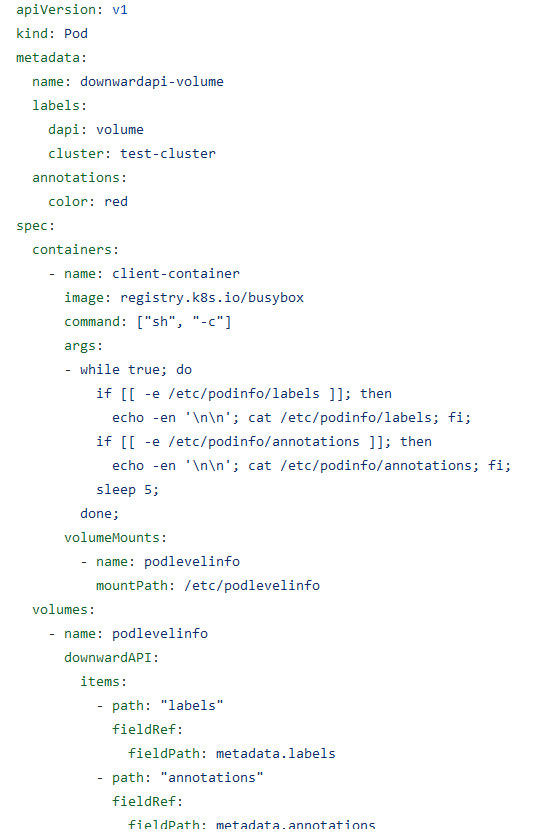 apiVersion: v1
kind: Pod
metadata:
  name: downwardapi-volume
  labels:
    dapi: volume
    cluster: test-cluster
  annotations:
    color: red
spec:
  containers:
    - name: client-container
      image: registry.k8s.io/busybox
      command: ["sh", "-c"]
      args:
      - while true; do
          if [[ -e /etc/podinfo/labels ]]; then
            echo -en '\n\n'; cat /etc/podinfo/labels; fi;
          if [[ -e /etc/podinfo/annotations ]]; then
            echo -en '\n\n'; cat /etc/podinfo/annotations; fi;
          sleep 5;
        done;
      volumeMounts:
        - name: podlevelinfo
          mountPath: /etc/podlevelinfo
  volumes:
    - name: podlevelinfo
      downwardAPI:
        items:
          - path: "labels"
            fieldRef:
              fieldPath: metadata.labels
          - path: "annotations"
            fieldRef:
              fieldPath: metadata.annotations